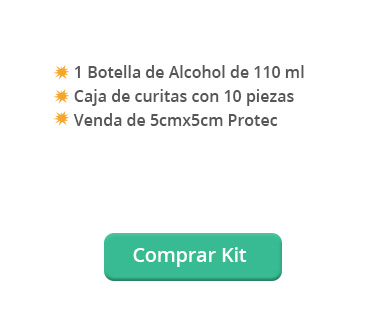 1 Botella de Alcohol de 110 ml
Caja de curitas con 10 piezas
Venda de 5cmx5cm Protec
Comprar Kit